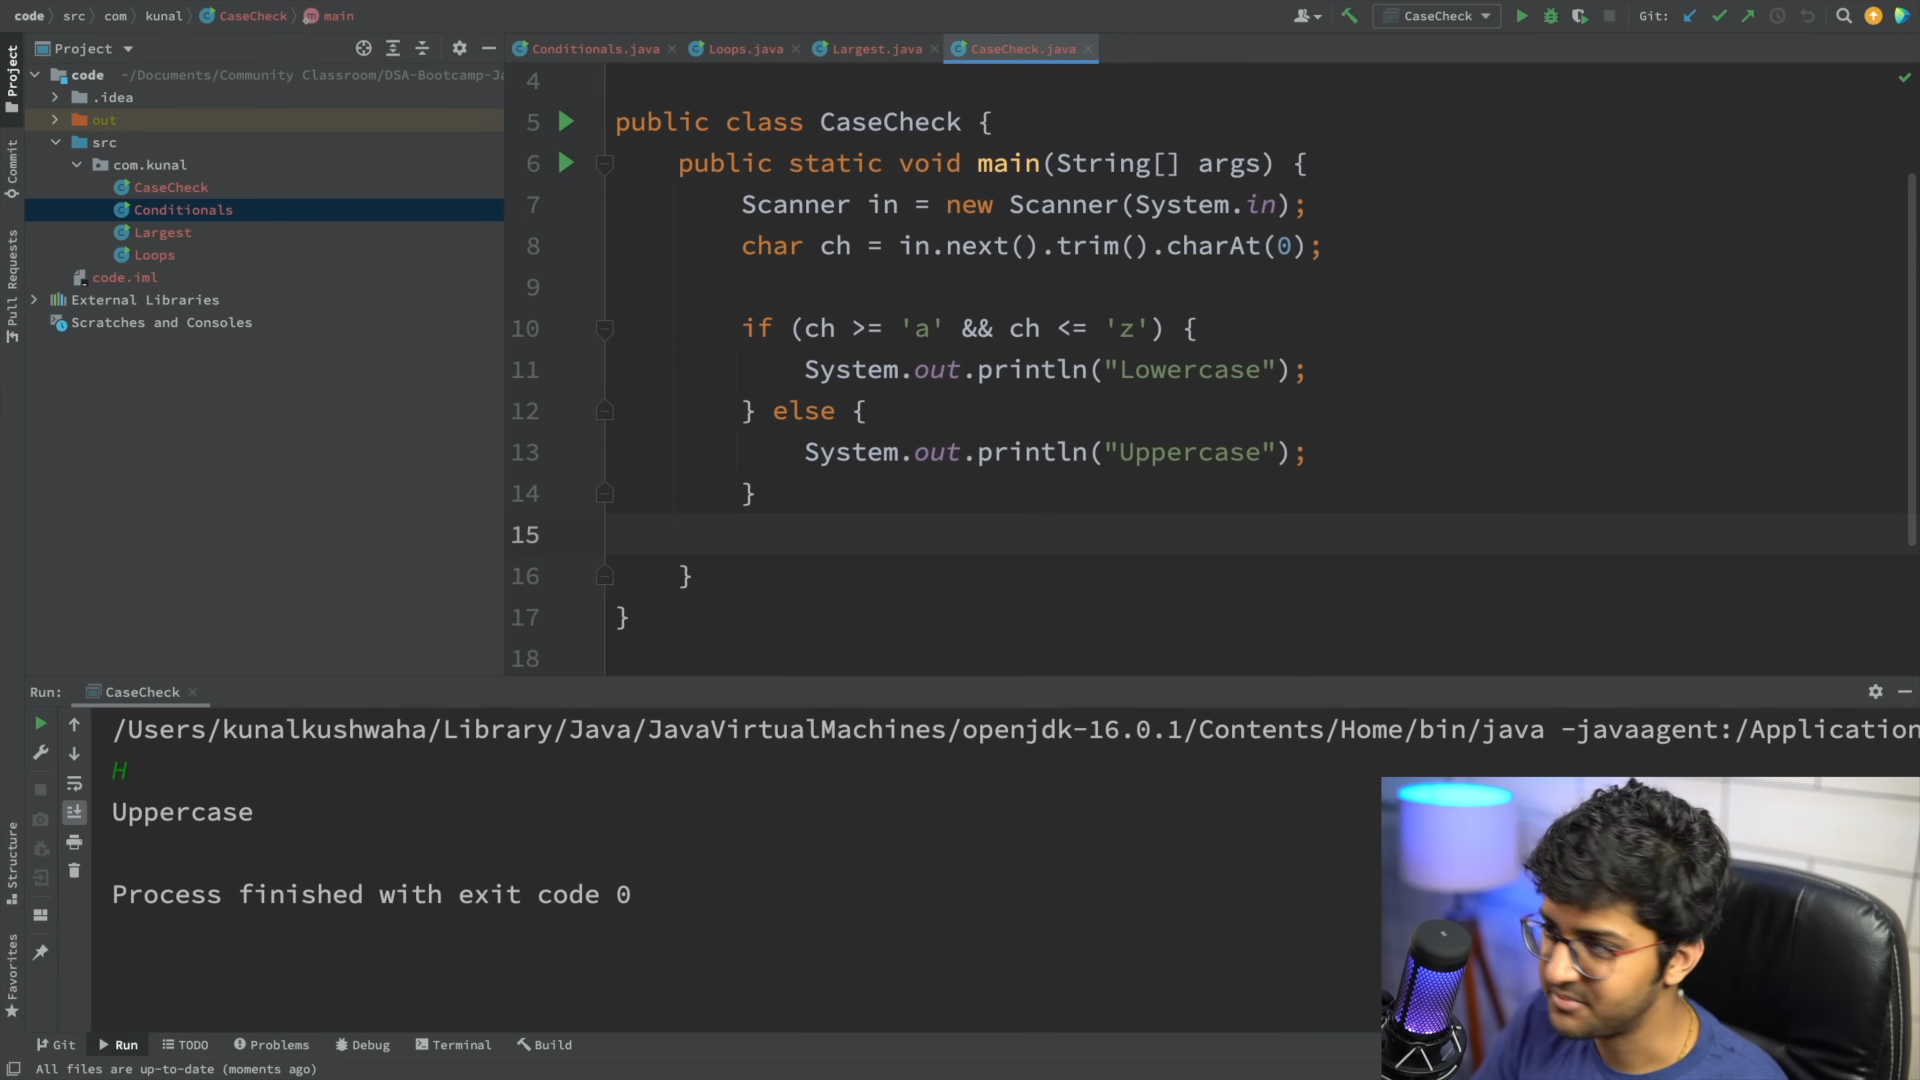 code src com kunal CaseCheck main
CaseCheck Git:
Project
Conditionals.java Loops.java Largest.java CaseCheck.java
Project
Commit
Pull Requests
code ~/Documents/Community Classroom/DSA-Bootcamp-Ja
.idea
out
src
com.kunal
CaseCheck
Conditionals
Largest
Loops
code.iml
External Libraries
Scratches and Consoles
4
5 public class CaseCheck {
6 public static void main(String[] args) {
7 Scanner in = new Scanner(System.in);
8 char ch = in.next().trim().charAt(0);
9
10 if (ch >= 'a' && ch <= 'z') {
11 System.out.println("Lowercase");
12 } else {
13 System.out.println("Uppercase");
14 }
15
16 }
17 }
18
Run: CaseCheck
/Users/kunalkushwaha/Library/Java/JavaVirtualMachines/openjdk-16.0.1/Contents/Home/bin/java -javaagent:/Application
H
Uppercase
Process finished with exit code 0
Structure
Favorites
Git Run TODO Problems Debug Terminal Build
All files are up-to-date (moments ago)